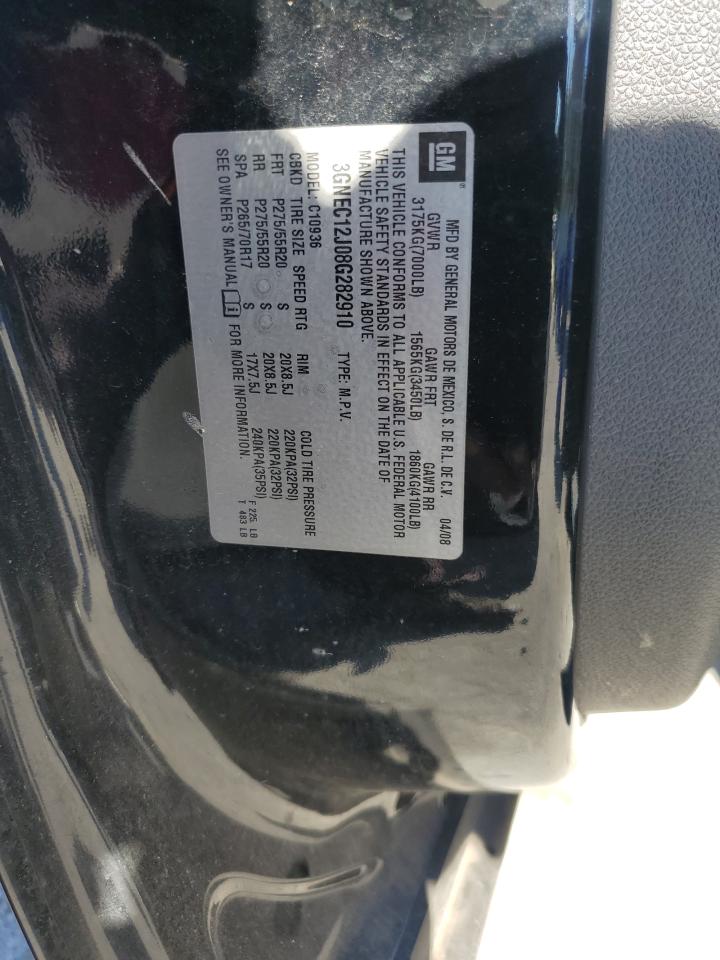 GM
MFD BY GENERAL MOTORS DE MEXICO, S. DE R.L. DE C.V. 04/08
GVWR GAWR FRT GAWR RR
3175KG(7000LB) 1565KG(3450LB) 1860KG(4100LB)
THIS VEHICLE CONFORMS TO ALL APPLICABLE U.S. FEDERAL MOTOR
VEHICLE SAFETY STANDARDS IN EFFECT ON THE DATE OF
MANUFACTURE SHOWN ABOVE.
3GNEC12J08G282910 TYPE: M.P.V.
MODEL: C10936
CBKD TIRE SIZE SPEED RTG RIM COLD TIRE PRESSURE
FRT P275/55R20 S 20X8.5J 220KPA(32PSI)
RR P275/55R20 S 20X8.5J 220KPA(32PSI)
SPA P265/70R17 S 17X7.5J 240KPA(35PSI) F 225 LB
SEE OWNER'S MANUAL FOR MORE INFORMATION. T 483 LB